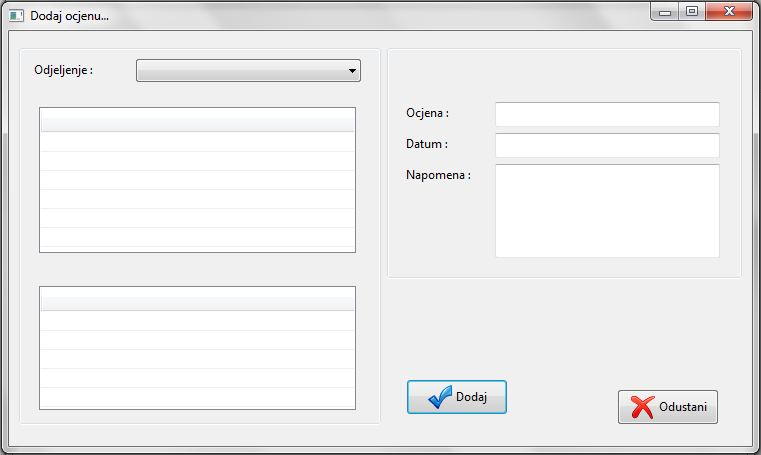 Dodaj ocjenu...
Odjeljenje :
Ocjena :
Datum :
Napomena :
Dodaj
Odustani